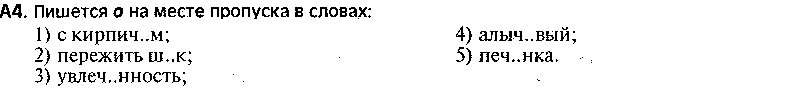 А4. Пишется о на месте пропуска в словах:
1) с кирпич..м;
2) пережить ш..к;
3) увлеч..нность;
4) алыч..вый;
5) печ..нка.